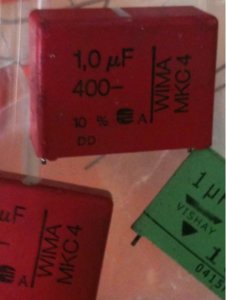 1,0 µF
400–
10 % A
DD
WIMA
MKC4
1 µ
VISHAY
1
0415
µF
A
WIMA
MKC4